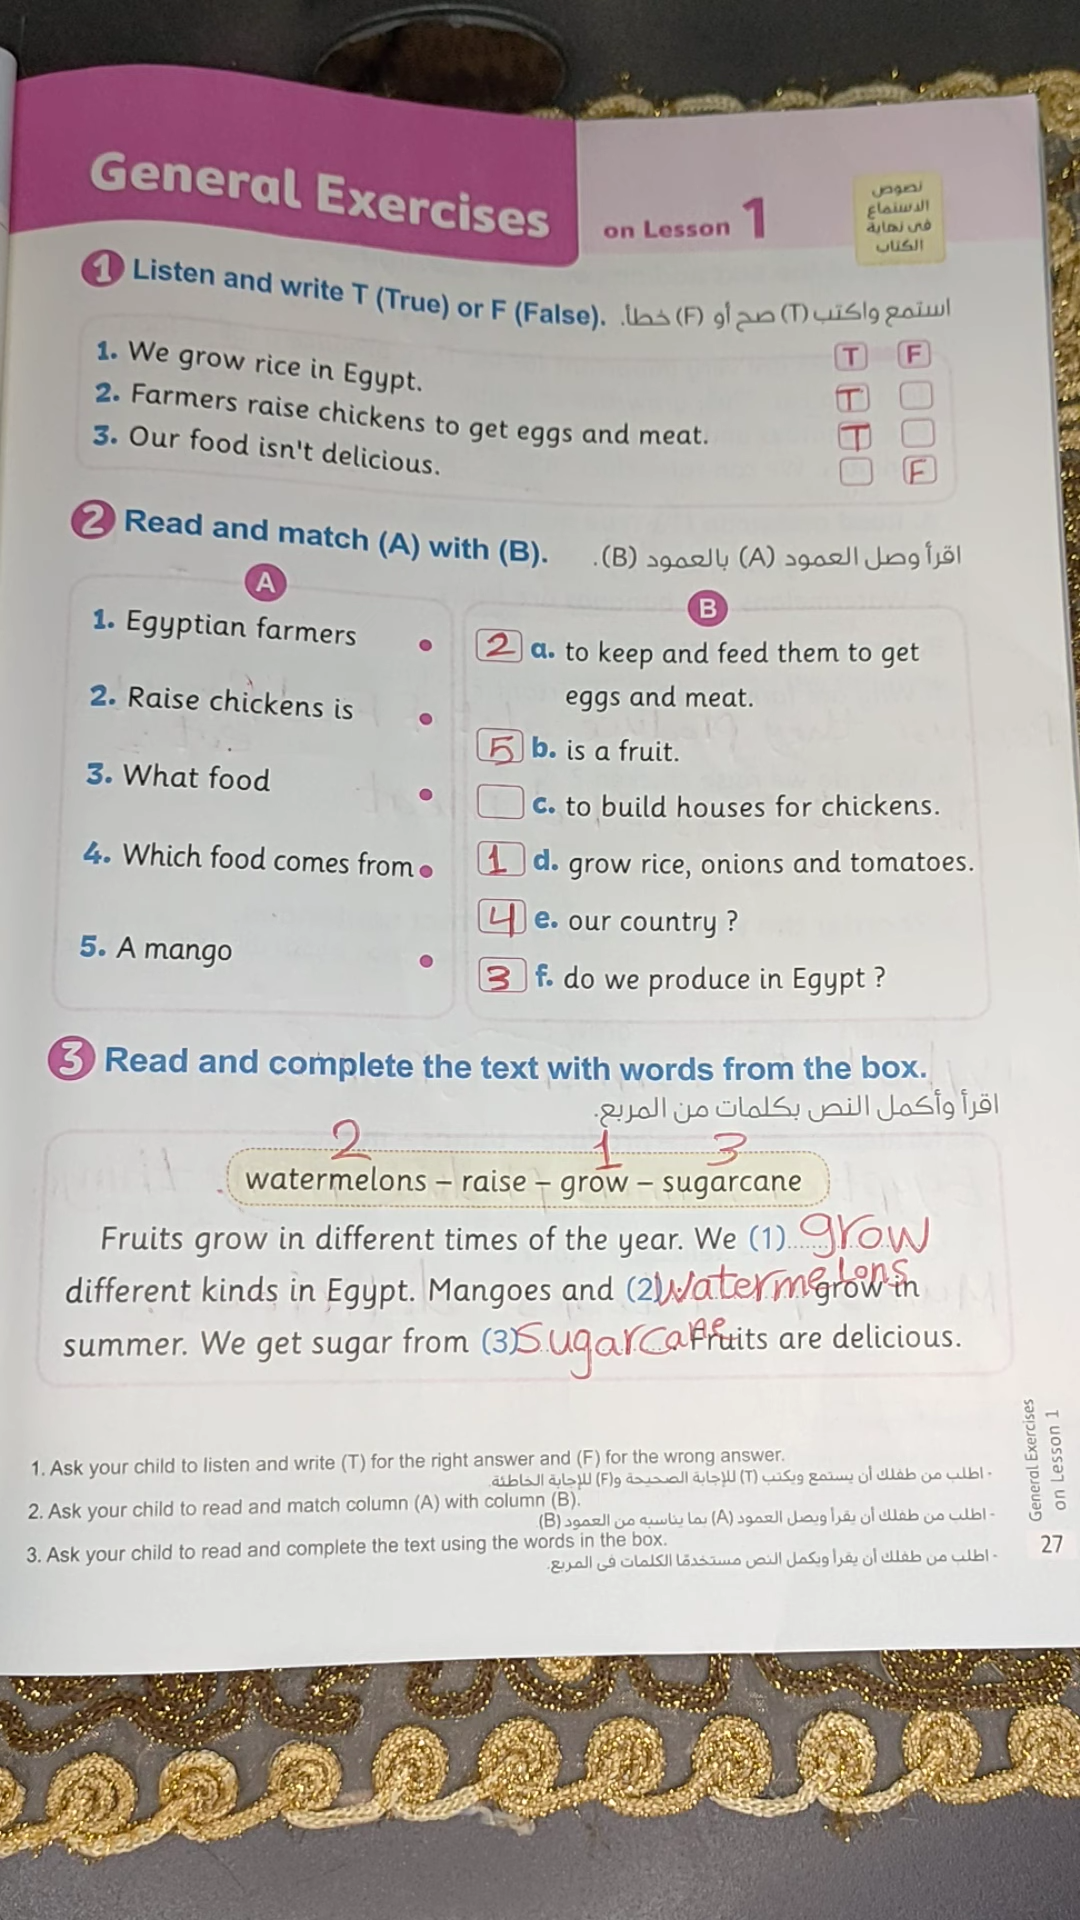 General Exercises
on Lesson 1
نصوص
الاستماع
فى نهاية
الكتاب
1 Listen and write T (True) or F (False). استمع واكتب (T) صح أو (F) خطأ.
T F
1. We grow rice in Egypt. T
2. Farmers raise chickens to get eggs and meat. T
3. Our food isn't delicious. F
2 Read and match (A) with (B). اقرأ وصل العمود (A) بالعمود (B).
A
1. Egyptian farmers
2. Raise chickens is
3. What food
4. Which food comes from
5. A mango
B
2 a. to keep and feed them to get
eggs and meat.
5 b. is a fruit.
c. to build houses for chickens.
1 d. grow rice, onions and tomatoes.
4 e. our country ?
3 f. do we produce in Egypt ?
3 Read and complete the text with words from the box.
اقرأ وأكمل النص بكلمات من المربع.
2 1 3
watermelons – raise – grow – sugarcane
Fruits grow in different times of the year. We (1) grow
different kinds in Egypt. Mangoes and (2) Watermelons grow in
summer. We get sugar from (3) Sugarcane. Fruits are delicious.
1. Ask your child to listen and write (T) for the right answer and (F) for the wrong answer.
- اطلب من طفلك أن يستمع ويكتب (T) للإجابة الصحيحة و(F) للإجابة الخاطئة.
2. Ask your child to read and match column (A) with column (B).
- اطلب من طفلك أن يقرأ ويصل العمود (A) بما يناسبه من العمود (B)
3. Ask your child to read and complete the text using the words in the box.
- اطلب من طفلك أن يقرأ ويكمل النص مستخدمًا الكلمات فى المربع.
General Exercises
on Lesson 1
27